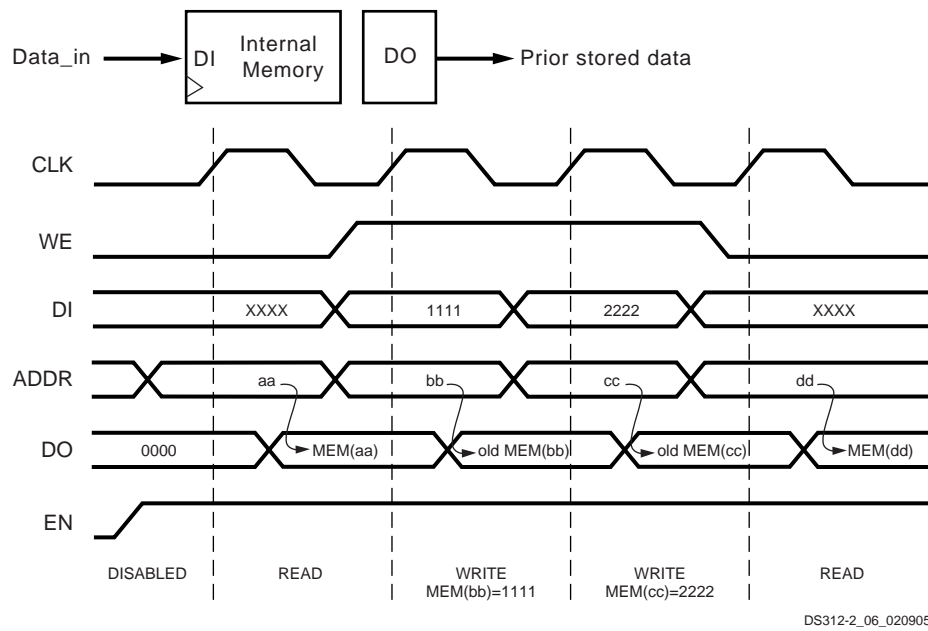 Data_in
DI
Internal
Memory
DO
Prior stored data
CLK
WE
DI
XXXX
1111
2222
XXXX
ADDR
aa
bb
cc
dd
DO
0000
MEM(aa)
old MEM(bb)
old MEM(cc)
MEM(dd)
EN
DISABLED
READ
WRITE
MEM(bb)=1111
WRITE
MEM(cc)=2222
READ
DS312-2_06_020905